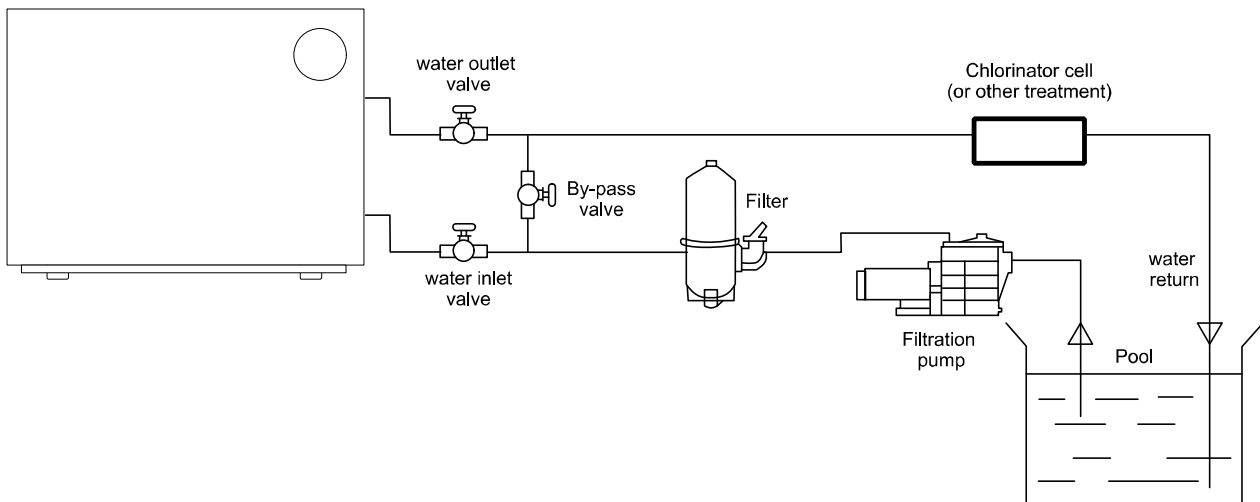 water outlet
valve
Chlorinator cell
(or other treatment)
By-pass
valve
Filter
water inlet
valve
water
return
Filtration
pump
Pool